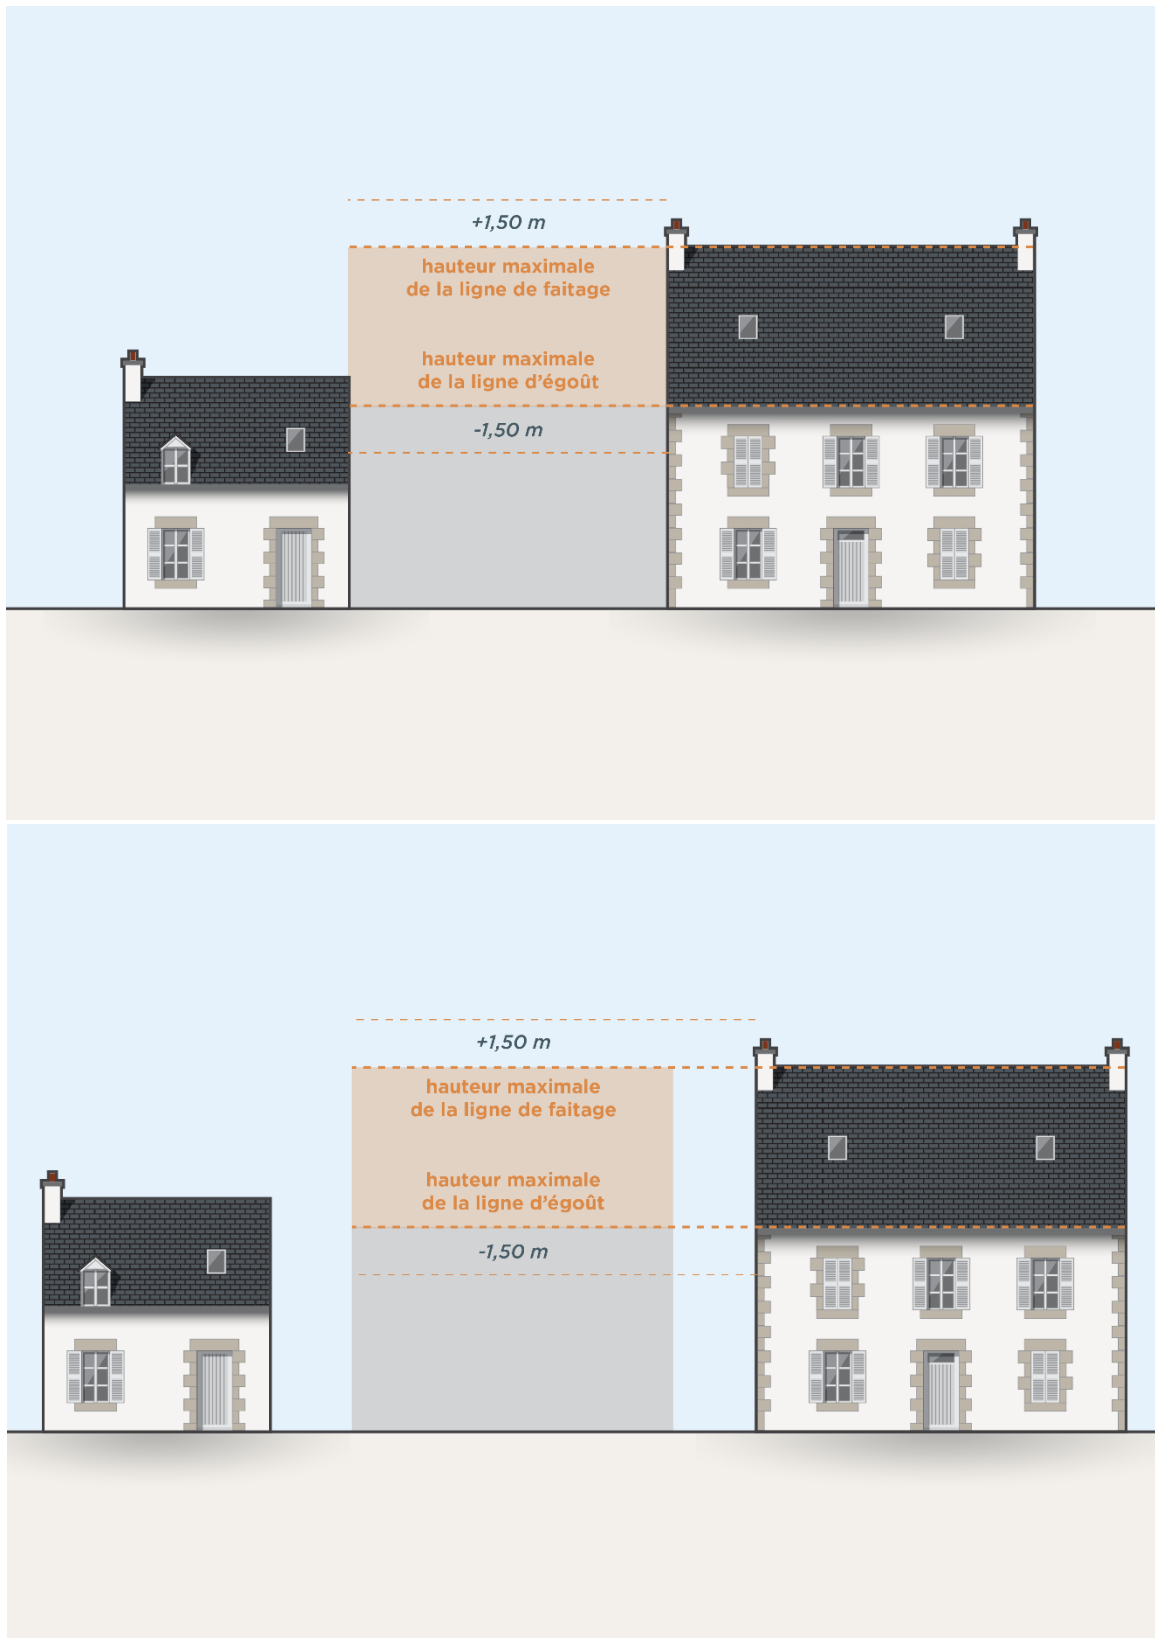 +1,50 m
hauteur maximale
de la ligne de faitage
hauteur maximale
de la ligne d'égoût
-1,50 m
+1,50 m
hauteur maximale
de la ligne de faitage
hauteur maximale
de la ligne d'égoût
-1,50 m